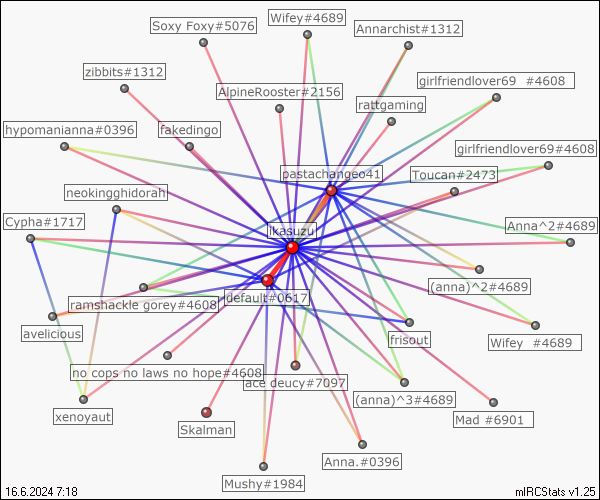 Wifey#4689
Soxy Foxy#5076
Annarchist#1312
zibbits#1312
girlfriendlover69  #4608
AlpineRooster#2156
rattgaming
hypomanianna#0396
fakedingo
girlfriendlover69#4608
pastachangeo41
Toucan#2473
neokingghidorah
Cypha#1717
Anna^2#4689
ikasuzu
(anna)^2#4689
default#0617
ramshackle gorey#4608
avelicious
frisout
Wifey  #4689
no cops no laws no hope#4608
ace deucy#7097
(anna)^3#4689
xenoyaut
Mad #6901
Skalman
Anna.#0396
Mushy#1984
16.6.2024 7:18
mIRCStats v1.25